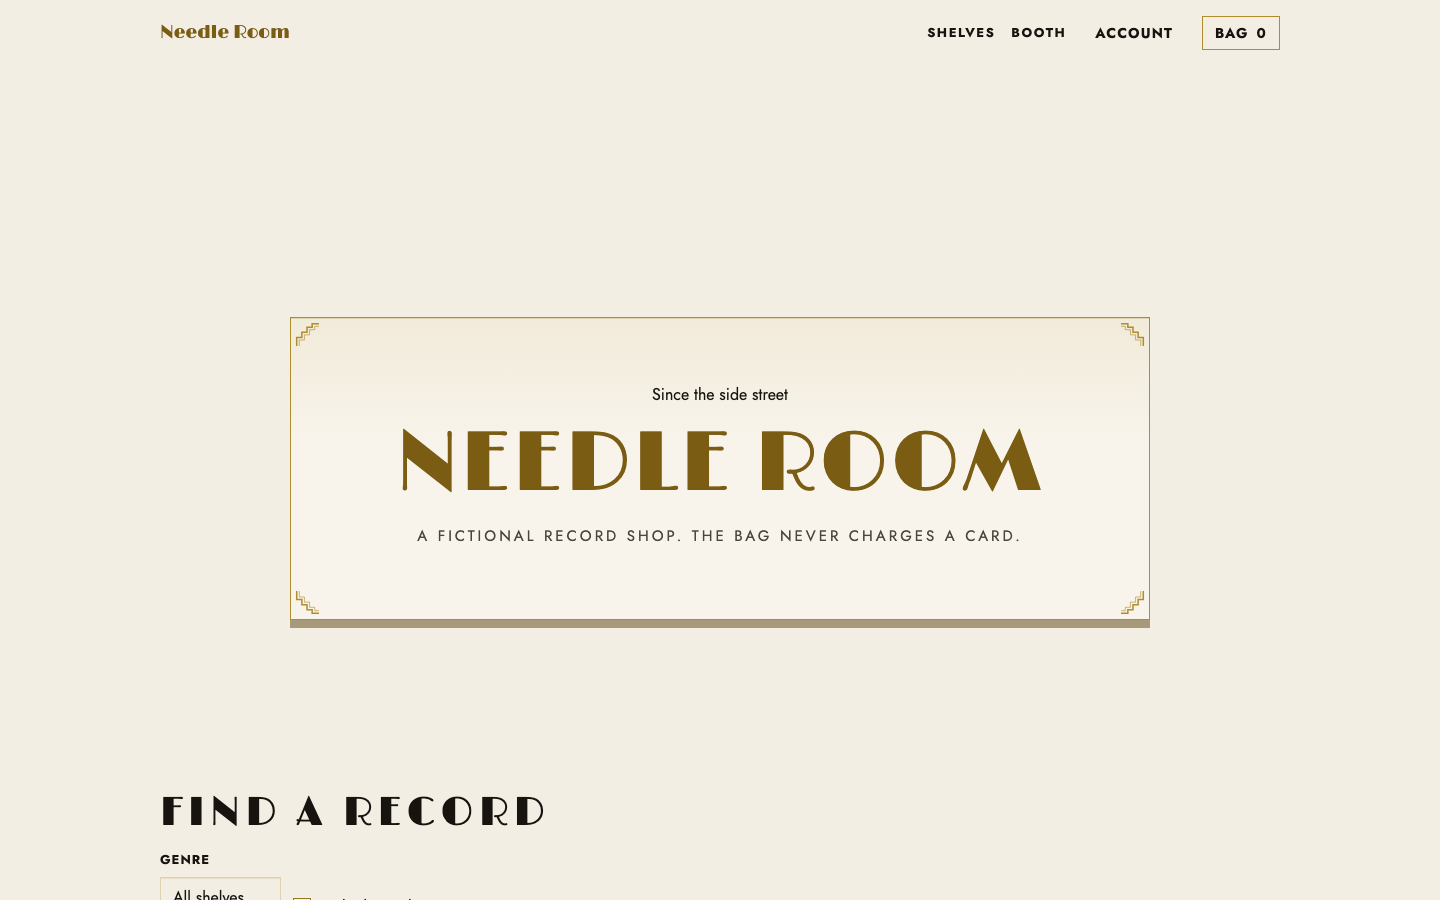 Needle Room
SHELVES BOOTH ACCOUNT BAG 0
Since the side street
NEEDLE ROOM
A FICTIONAL RECORD SHOP. THE BAG NEVER CHARGES A CARD.
FIND A RECORD
GENRE
All shelves